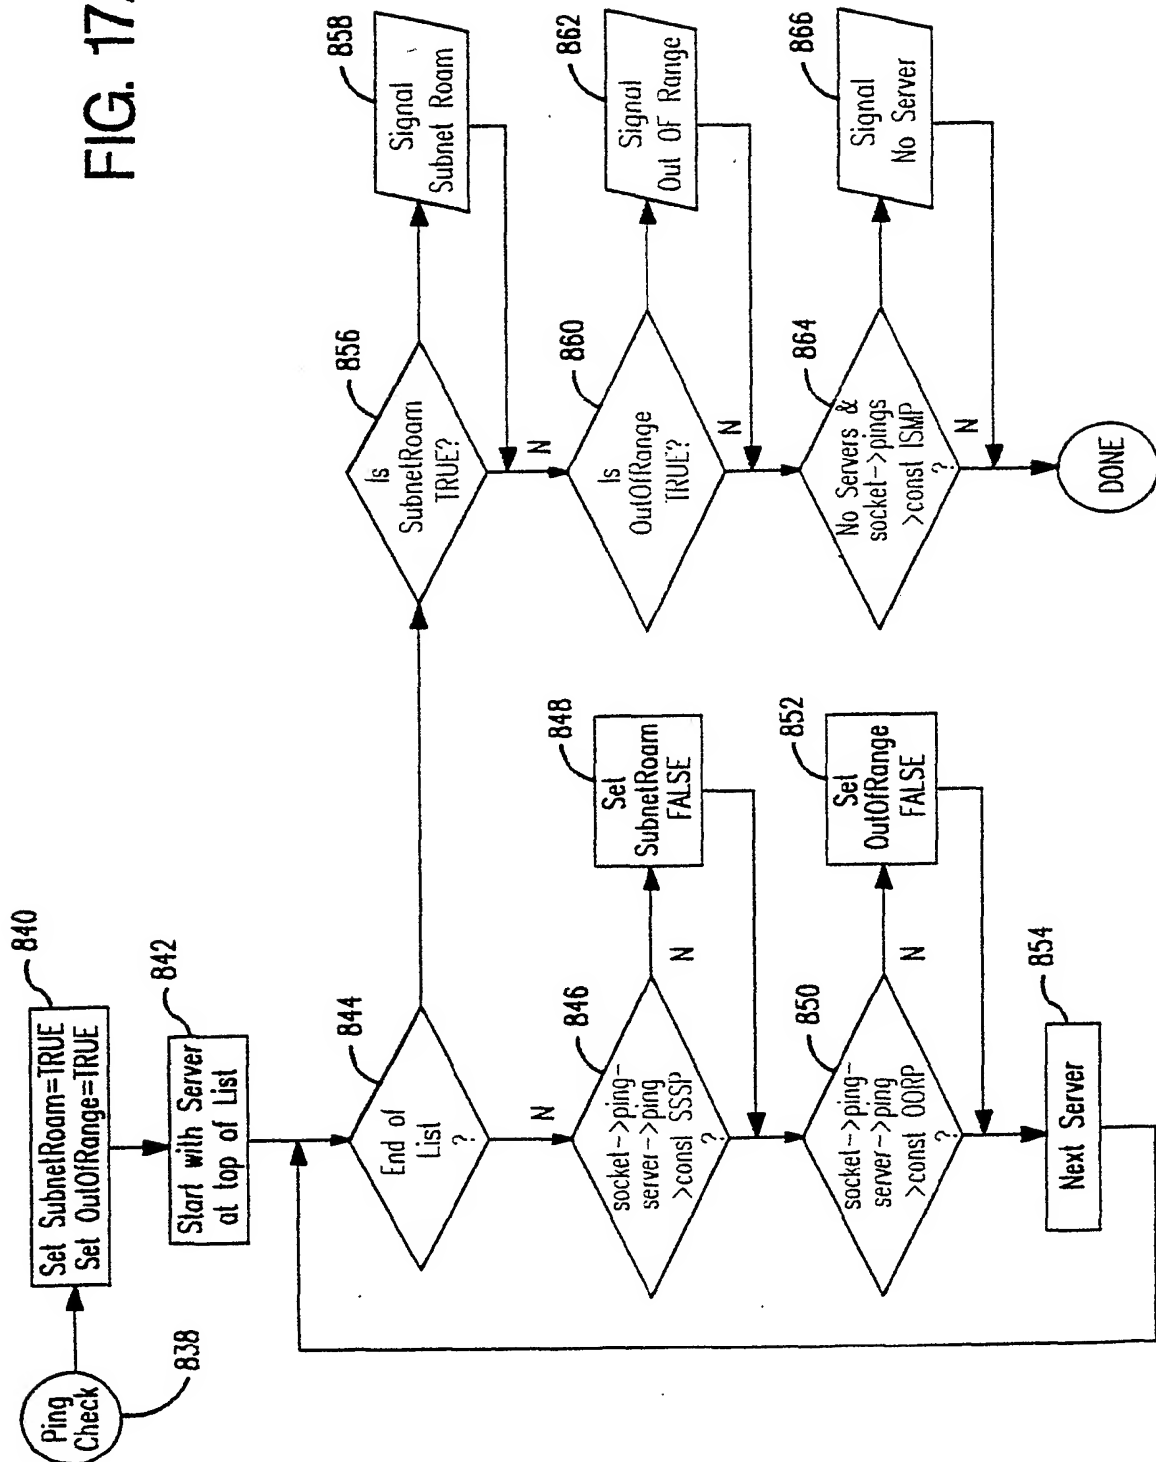 FIG. 17A
Ping
Check
838
Set SubnetRoam=TRUE
Set OutOfRange=TRUE
840
Start with Server
at top of List
842
End of
List
?
844
N
socket->ping-
server->ping
>const SSSP
?
846
N
Set
SubnetRoam
FALSE
848
socket->ping-
server->ping
>const OORP
?
850
N
Set
OutOfRange
FALSE
852
Next Server
854
Is
SubnetRoam
TRUE?
856
Signal
Subnet Roam
858
N
Is
OutOfRange
TRUE?
860
Signal
Out OF Range
862
N
No Servers &
socket->pings
>const ISMP
?
864
Signal
No Server
866
N
DONE